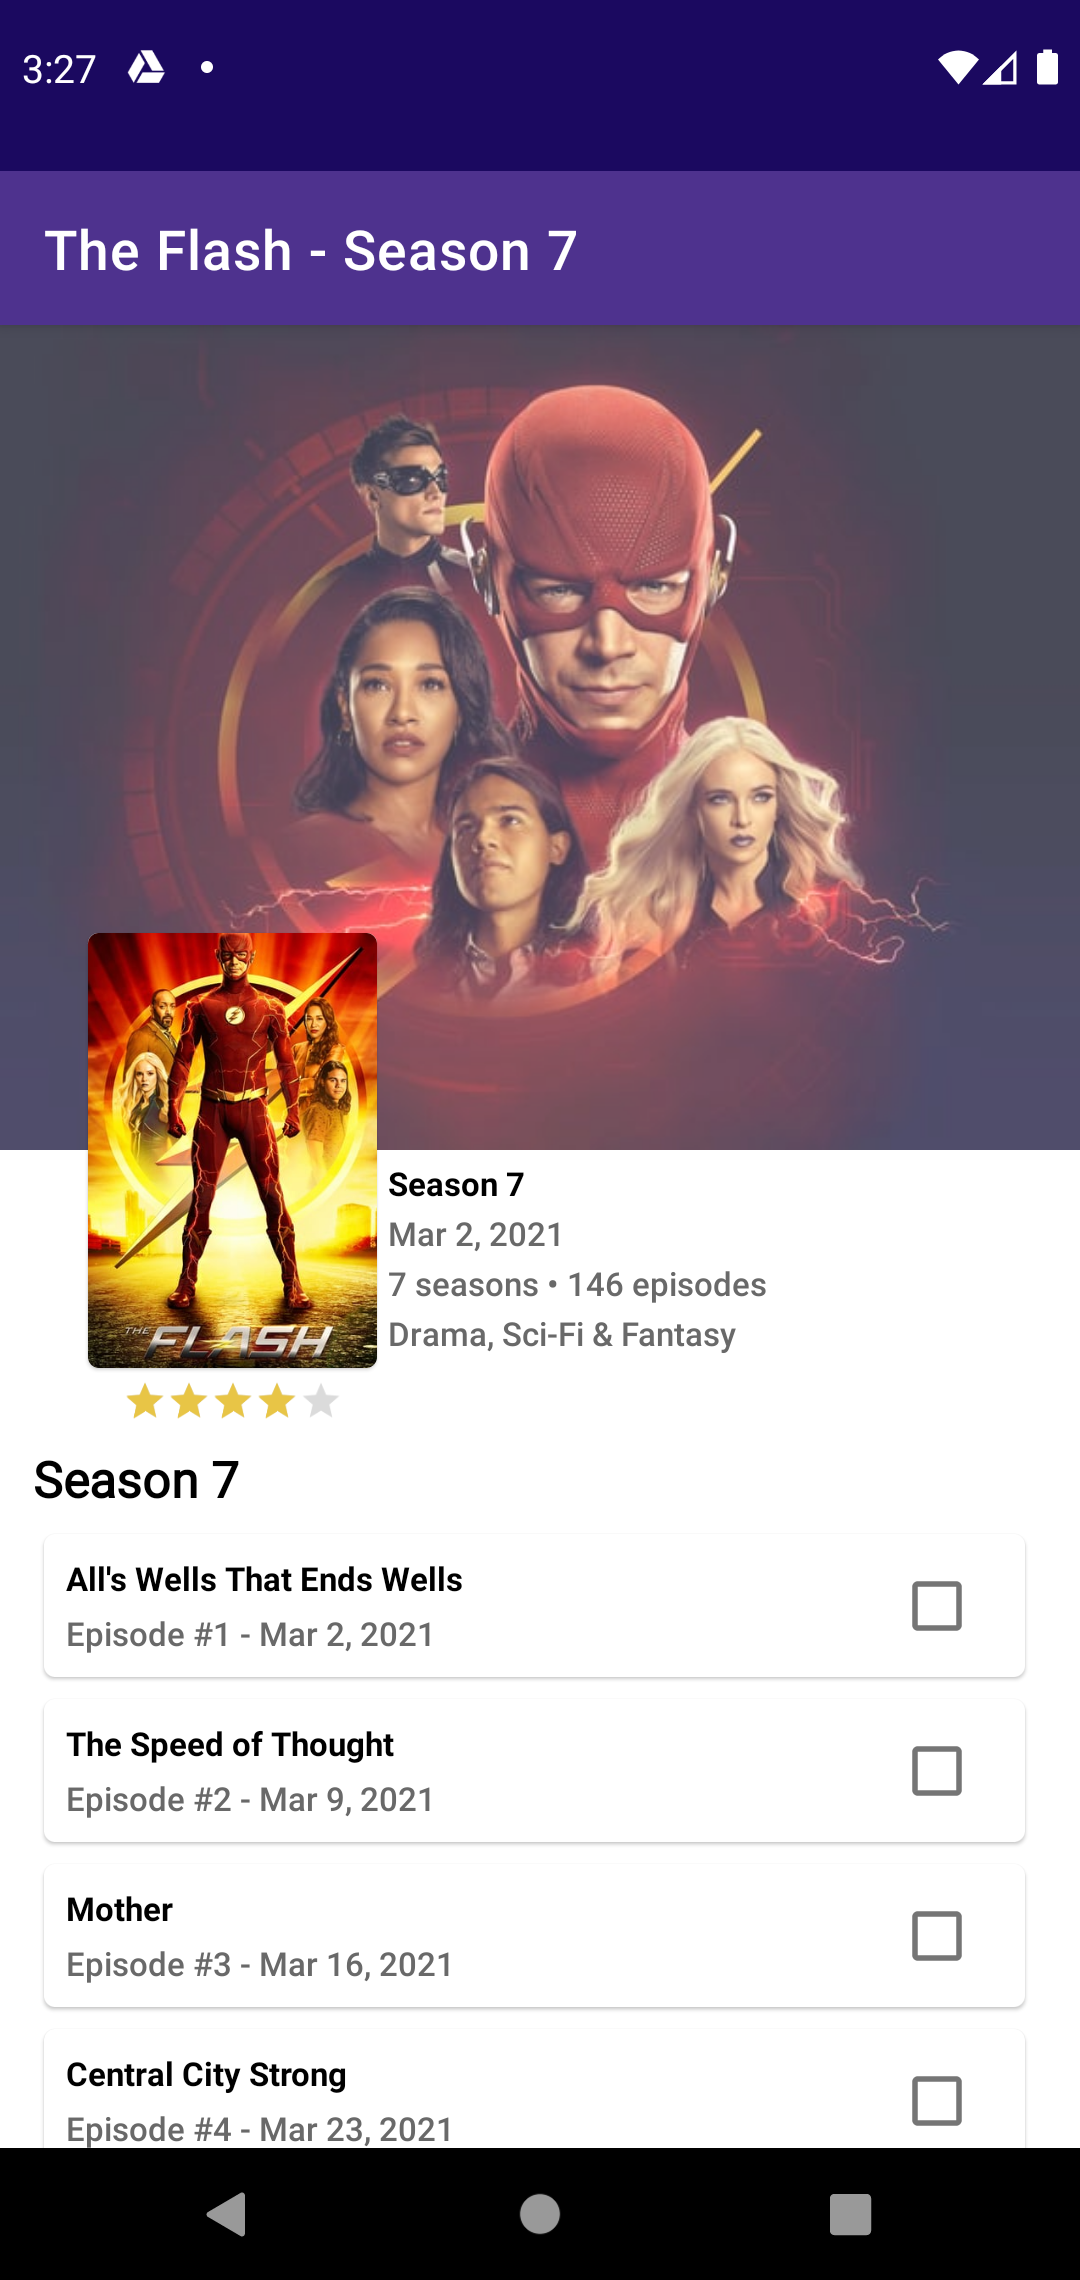 3:27
The Flash - Season 7
THE FLASH
Season 7
Mar 2, 2021
7 seasons • 146 episodes
Drama, Sci-Fi & Fantasy
Season 7
All's Wells That Ends Wells
Episode #1 - Mar 2, 2021
The Speed of Thought
Episode #2 - Mar 9, 2021
Mother
Episode #3 - Mar 16, 2021
Central City Strong
Episode #4 - Mar 23, 2021